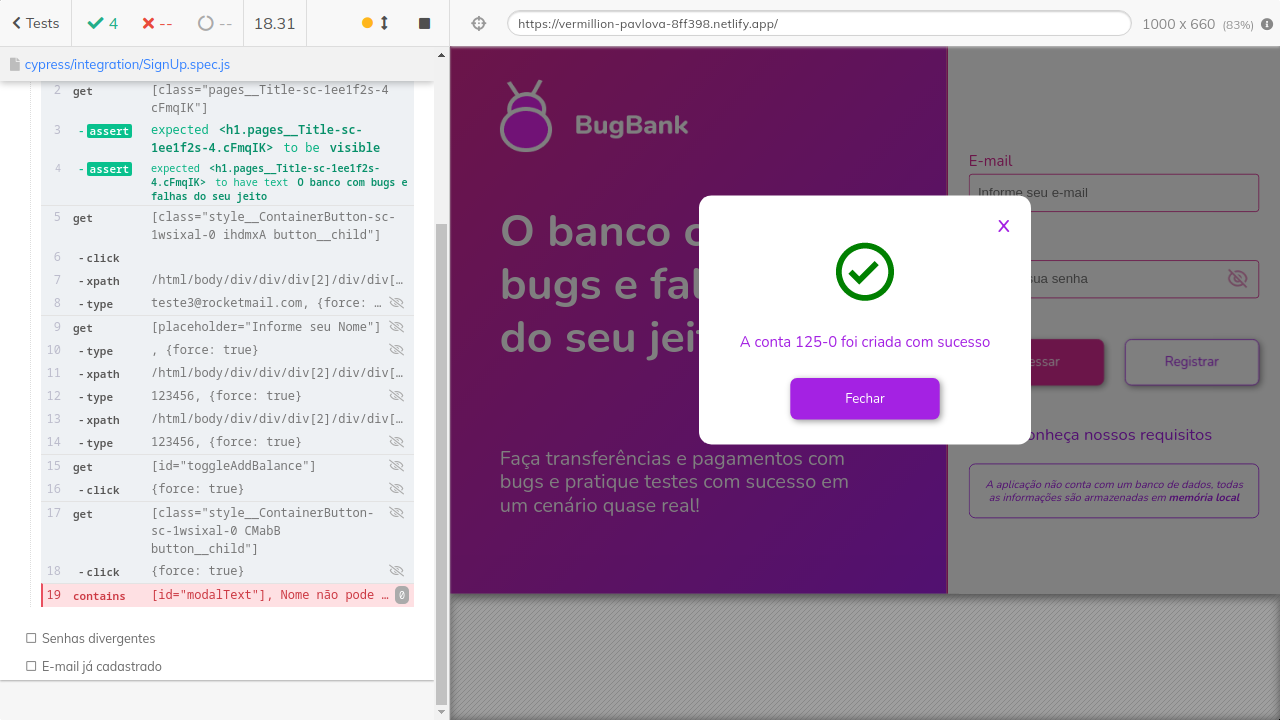 Tests
4
--
--
18.31
https://vermillion-pavlova-8ff398.netlify.app/
1000 x 660 (83%)
cypress/integration/SignUp.spec.js
2 get [class="pages__Title-sc-1ee1f2s-4
cFmqIK"]
3 - assert expected <h1.pages__Title-sc-
1ee1f2s-4.cFmqIK> to be visible
4 - assert expected <h1.pages__Title-sc-1ee1f2s-
4.cFmqIK> to have text O banco com bugs e
falhas do seu jeito
5 get [class="style__ContainerButton-sc-
1wsixal-0 ihdmxA button__child"]
6 - click
7 - xpath /html/body/div/div/div[2]/div/div[…
8 - type teste3@rocketmail.com, {force: …
9 get [placeholder="Informe seu Nome"]
10 - type , {force: true}
11 - xpath /html/body/div/div/div[2]/div/div[…
12 - type 123456, {force: true}
13 - xpath /html/body/div/div/div[2]/div/div[…
14 - type 123456, {force: true}
15 get [id="toggleAddBalance"]
16 - click {force: true}
17 get [class="style__ContainerButton-
sc-1wsixal-0 CMabB
button__child"]
18 - click {force: true}
19 contains [id="modalText"], Nome não pode … 0
Senhas divergentes
E-mail já cadastrado
BugBank
O banco c
bugs e fal
do seu jei
Faça transferências e pagamentos com
bugs e pratique testes com sucesso em
um cenário quase real!
E-mail
Informe seu e-mail
sua senha
essar
Registrar
onheça nossos requisitos
A aplicação não conta com um banco de dados, todas
as informações são armazenadas em memória local
X
A conta 125-0 foi criada com sucesso
Fechar